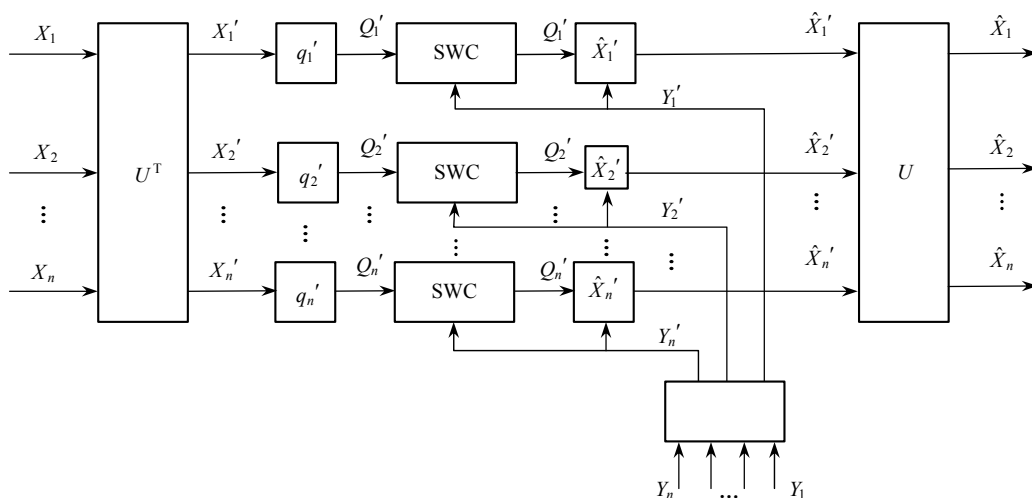 X₁ X₁′ Q₁′ Q₁′ X̂₁′ X̂₁
q₁′ SWC X̂₁′
Y₁′
X₂ X₂′ Q₂′ Q₂′ X̂₂′ X̂₂
Uᵀ q₂′ SWC X̂₂′ U
⋮ ⋮ ⋮ ⋮ Y₂′ ⋮ ⋮
⋮ ⋮ ⋮ ⋮
Xₙ Xₙ′ Qₙ′ Qₙ′ X̂ₙ′ X̂ₙ
qₙ′ SWC X̂ₙ′
Yₙ′
Yₙ ... Y₁